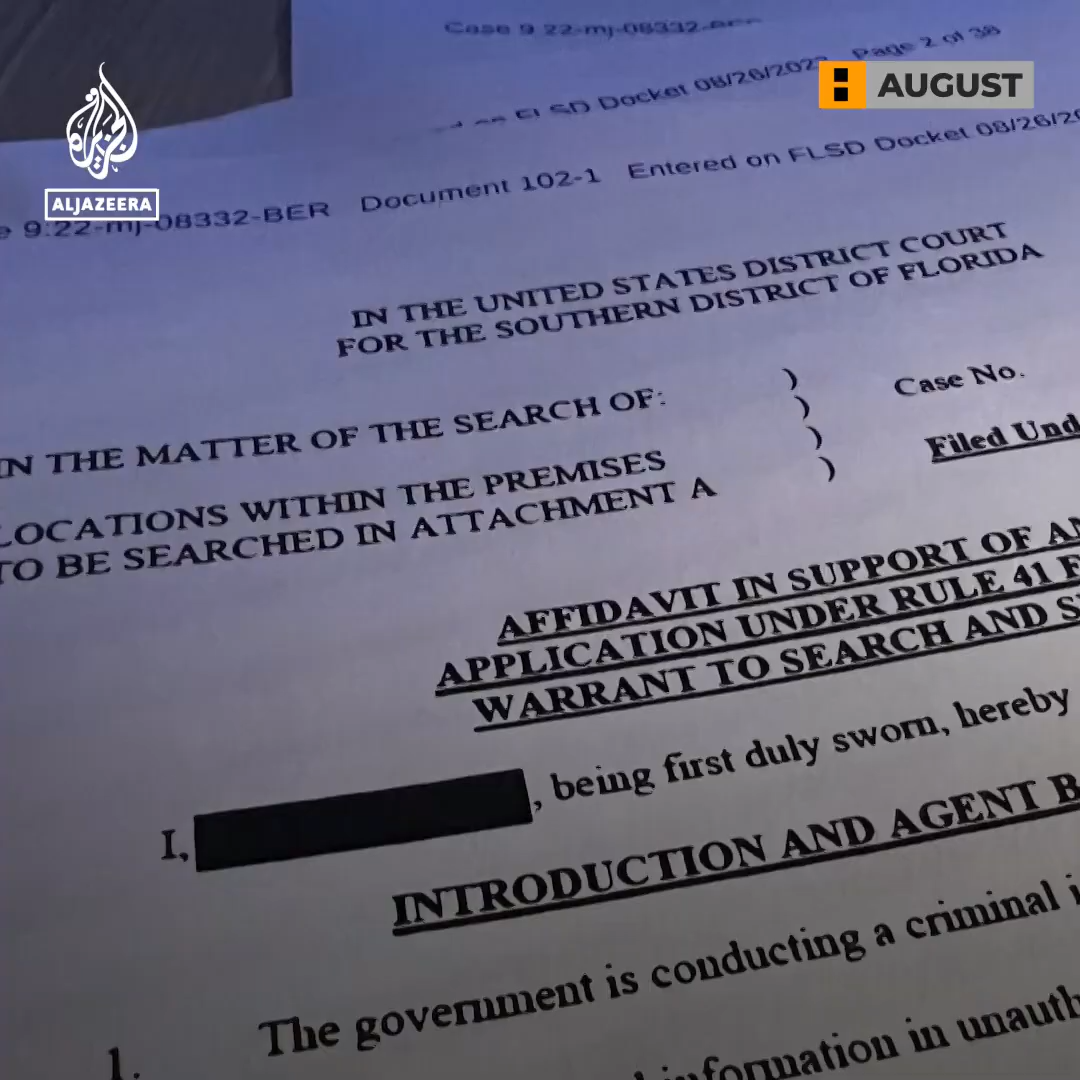 Case 9 22-mj-08332-BER
Page 2 of 38
FLSD Docket 08/26/2022
AUGUST
Document 102-1 Entered on FLSD Docket 08/26/20
e 9:22-mj-08332-BER
ALJAZEERA
IN THE UNITED STATES DISTRICT COURT
FOR THE SOUTHERN DISTRICT OF FLORIDA
IN THE MATTER OF THE SEARCH OF:
LOCATIONS WITHIN THE PREMISES
TO BE SEARCHED IN ATTACHMENT A
)
)
)
)
Case No.
Filed Und
AFFIDAVIT IN SUPPORT OF AN
APPLICATION UNDER RULE 41 F
WARRANT TO SEARCH AND S
I, , being first duly sworn, hereby
INTRODUCTION AND AGENT B
1. The government is conducting a criminal i
information in unauth